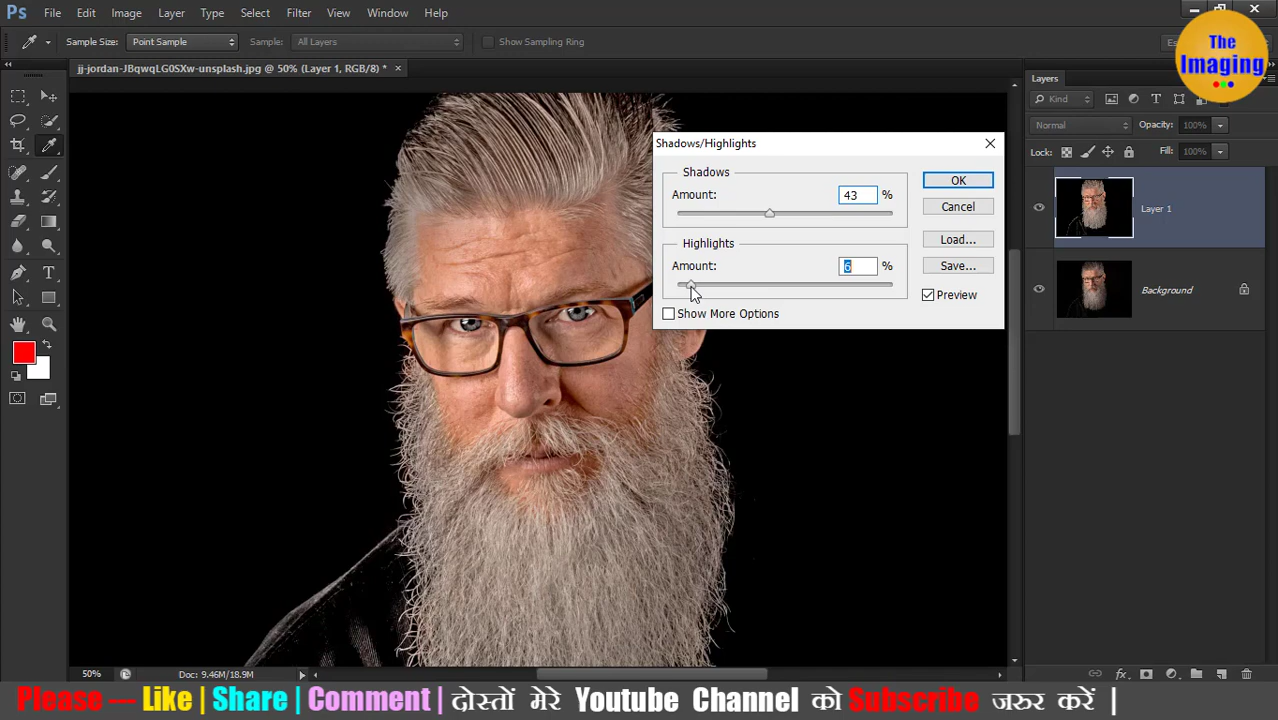 Ps File Edit Image Layer Type Select Filter View Window Help
Sample Size: Point Sample Sample: All Layers Show Sampling Ring
The
Imaging
jj-jordan-JBqwqLG0SXw-unsplash.jpg @ 50% (Layer 1, RGB/8) * ×
Layers
Kind
Normal Opacity: 100%
Lock: Fill: 100%
Layer 1
Background
Shadows/Highlights
Shadows
Amount: 43 %
Highlights
Amount: 6 %
Show More Options
OK
Cancel
Load...
Save...
Preview
50% Doc: 9.46M/18.9M
fx
Please --- Like | Share | Comment | दोस्तों मेरे Youtube Channel को Subscribe जरुर करें |